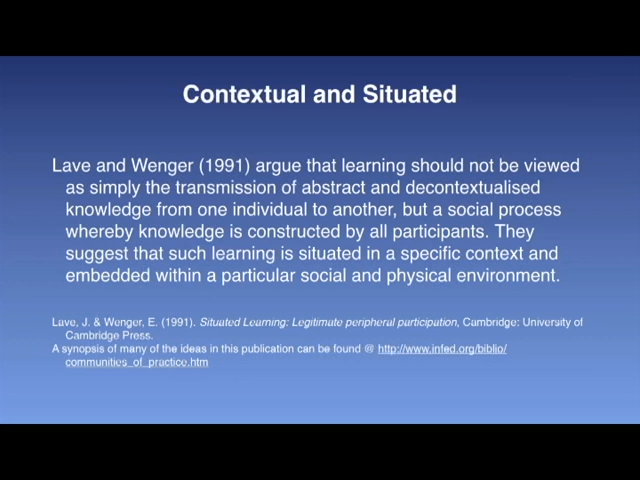 Contextual and Situated
Lave and Wenger (1991) argue that learning should not be viewed
as simply the transmission of abstract and decontextualised
knowledge from one individual to another, but a social process
whereby knowledge is constructed by all participants. They
suggest that such learning is situated in a specific context and
embedded within a particular social and physical environment.
Lave, J. & Wenger, E. (1991). Situated Learning: Legitimate peripheral participation, Cambridge: University of
Cambridge Press.
A synopsis of many of the ideas in this publication can be found @ http://www.infed.org/biblio/
communities_of_practice.htm